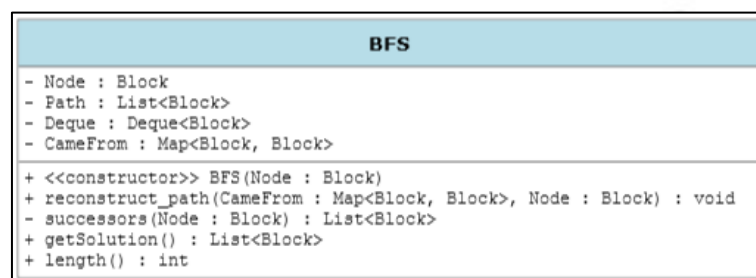 BFS
- Node : Block
- Path : List<Block>
- Deque : Deque<Block>
- CameFrom : Map<Block, Block>
+ <<constructor>> BFS(Node : Block)
+ reconstruct_path(CameFrom : Map<Block, Block>, Node : Block) : void
- successors(Node : Block) : List<Block>
+ getSolution() : List<Block>
+ length() : int